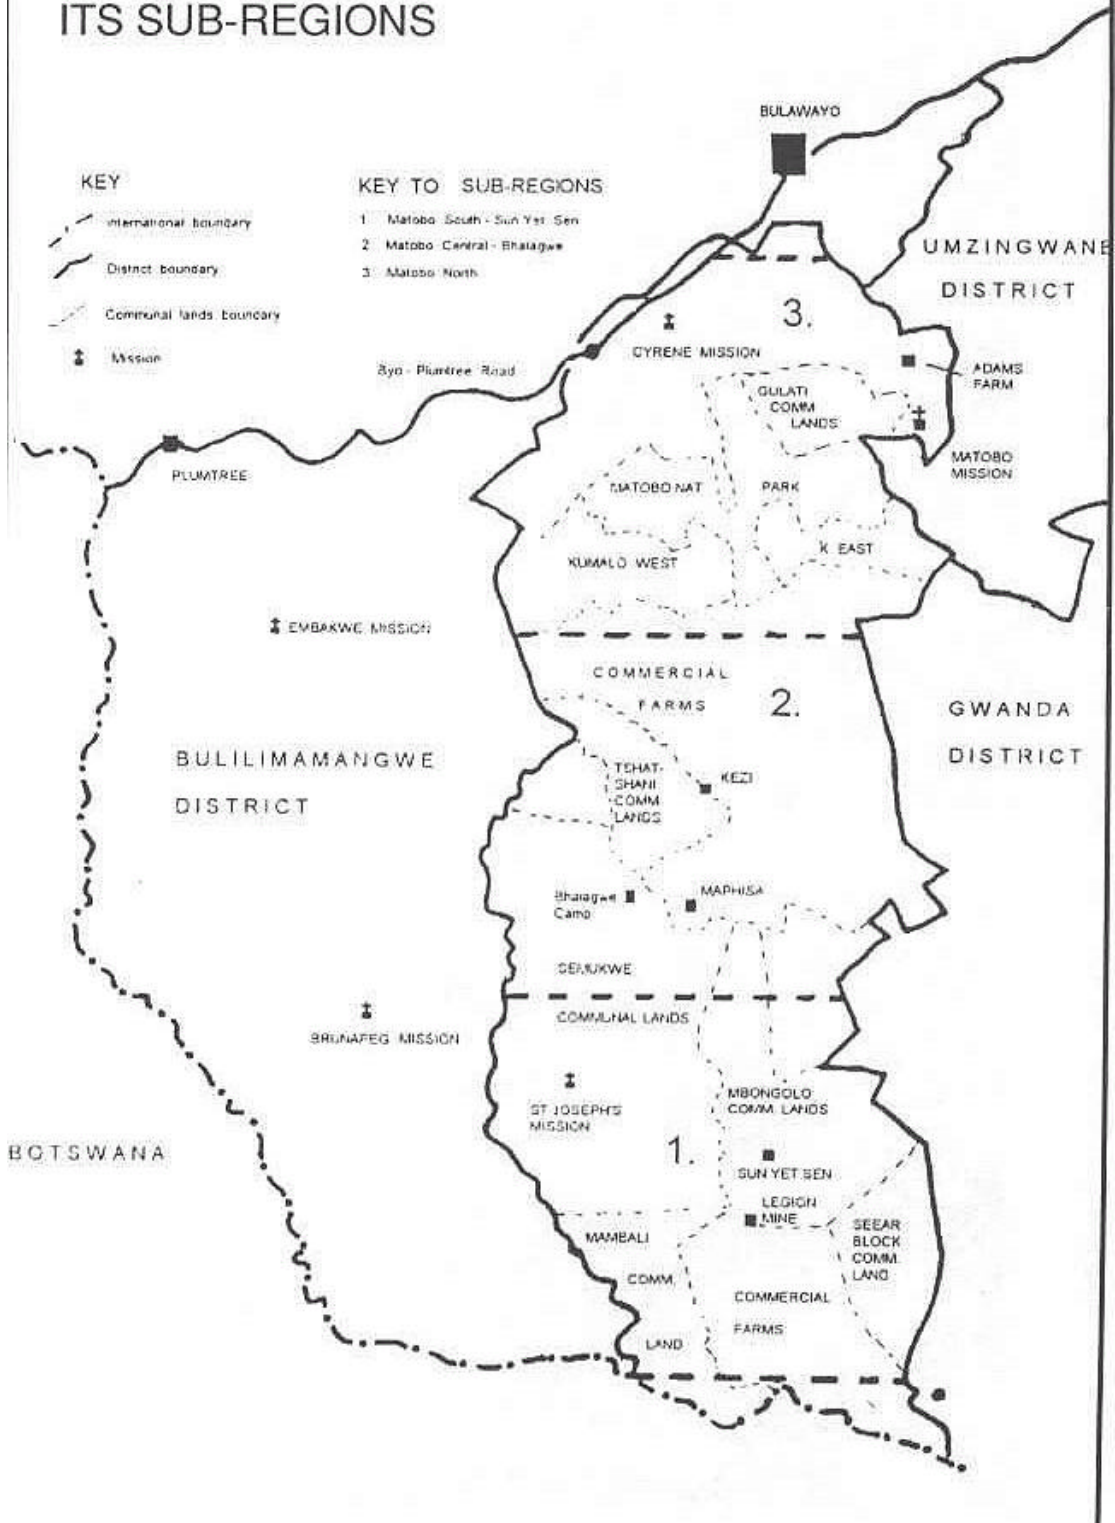 ITS SUB-REGIONS
BULAWAYO
KEY
International boundary
District boundary
Communal lands boundary
Mission
KEY TO SUB-REGIONS
1 Matobo South - Sun Yet Sen
2 Matobo Central - Bhalagwe
3 Matobo North
UMZINGWANE
DISTRICT
3.
CYRENE MISSION
Byo - Plumtree Road
ADAMS
FARM
GULATI
COMM
LANDS
MATOBO
MISSION
PLUMTREE
MATOBO NAT
PARK
KUMALO WEST
K EAST
EMBAKWE MISSION
COMMERCIAL
FARMS
2.
GWANDA
DISTRICT
BULILIMAMANGWE
DISTRICT
TSHAT-
SHANI
COMM
LANDS
KEZI
Bhalagwe
Camp
MAPHISA
SEMUKWE
COMMUNAL LANDS
BRUNAPEG MISSION
ST JOSEPH'S
MISSION
MBONGOLO
COMM. LANDS
BOTSWANA
1.
SUN YET SEN
LEGION
MINE
SEEAR
BLOCK
COMM.
LAND
MAMBALI
COMM.
LAND
COMMERCIAL
FARMS